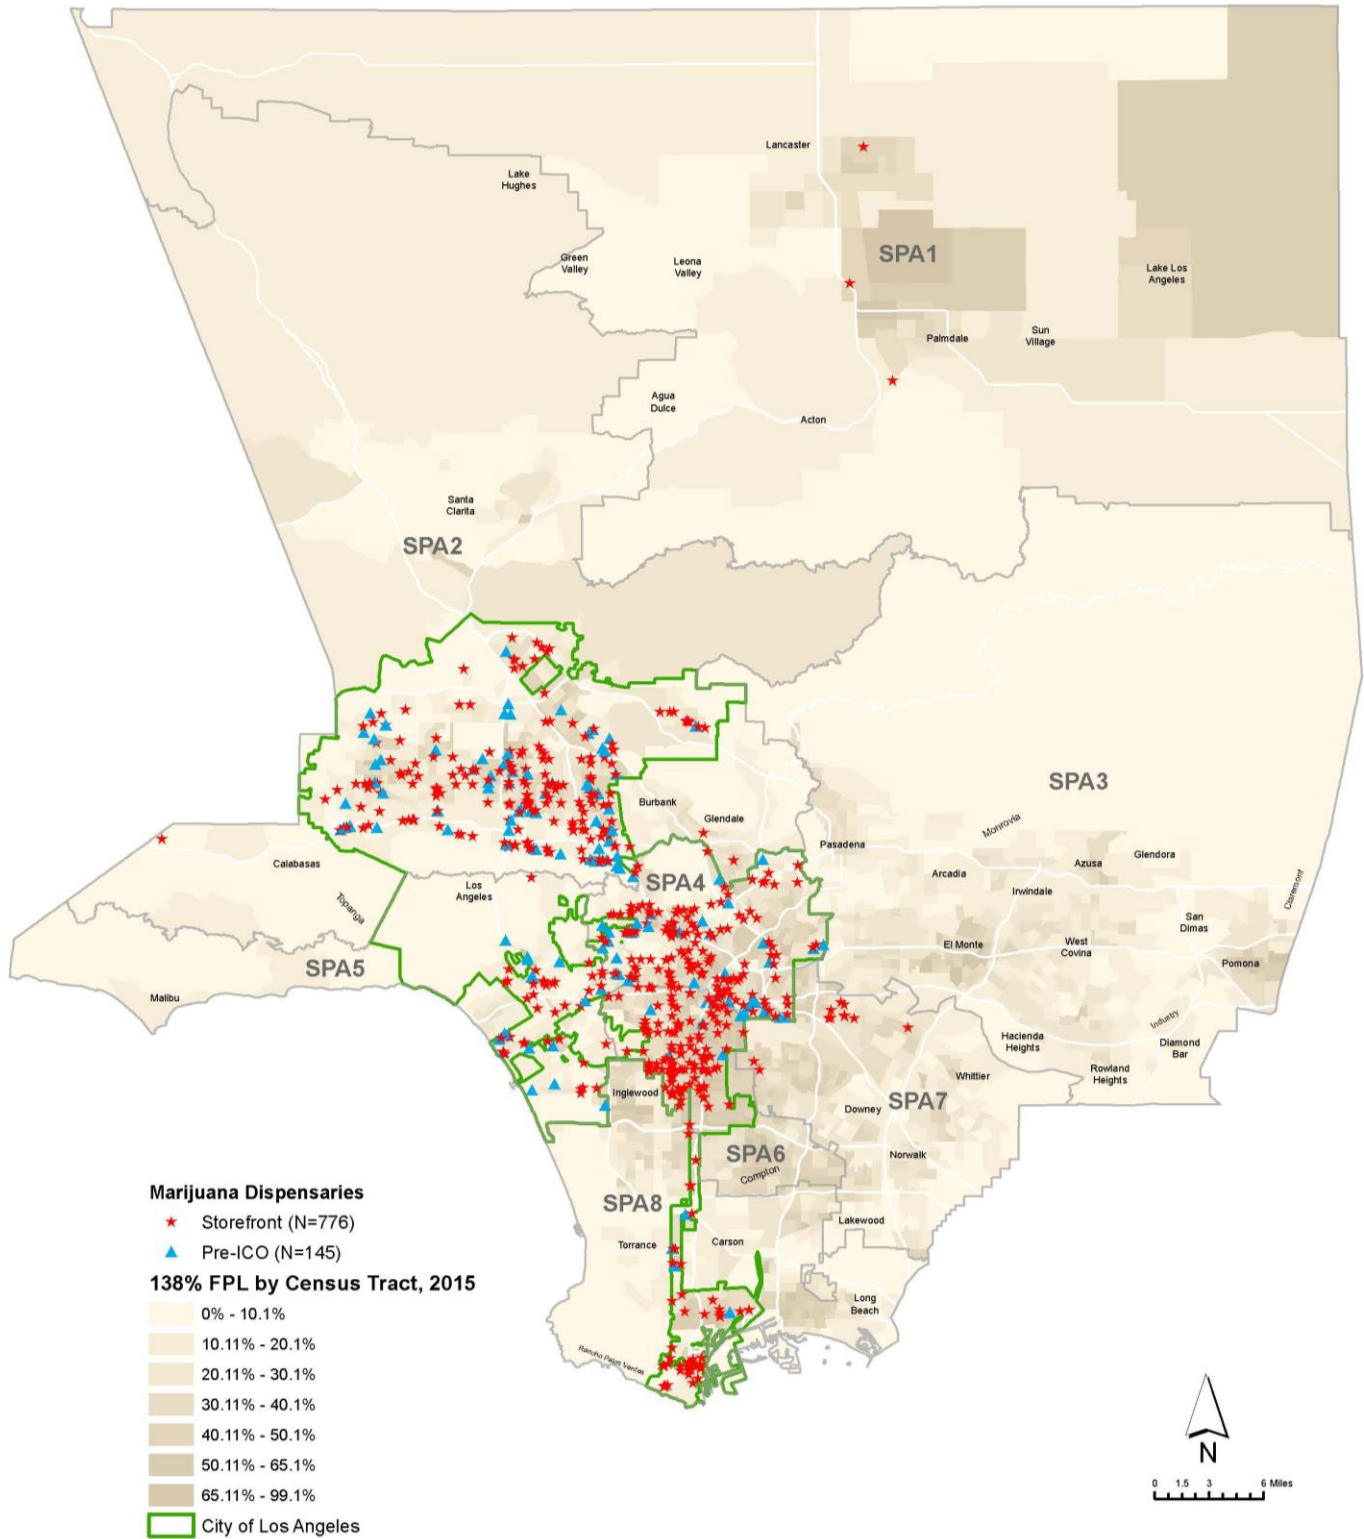 Lancaster
Lake
Hughes
SPA1
Green
Valley
Leona
Valley
Lake Los
Angeles
Palmdale
Sun
Village
Agua
Dulce
Acton
Santa
Clarita
SPA2
SPA3
Burbank
Glendale
Monrovia
Pasadena
Glendora
Azusa
Arcadia
Irwindale
Claremont
Calabasas
Los
Angeles
SPA4
Topanga
San
Dimas
El Monte
West
Covina
Pomona
SPA5
Malibu
Industry
Hacienda
Heights
Diamond
Bar
Rowland
Heights
Whittier
Inglewood
Downey
SPA7
SPA6
Compton
Norwalk
SPA8
Lakewood
Torrance
Carson
Long
Beach
Rancho Palos Verdes
Marijuana Dispensaries
Storefront (N=776)
Pre-ICO (N=145)
138% FPL by Census Tract, 2015
0% - 10.1%
10.11% - 20.1%
20.11% - 30.1%
30.11% - 40.1%
40.11% - 50.1%
50.11% - 65.1%
65.11% - 99.1%
City of Los Angeles
N
0 1.5 3 6 Miles